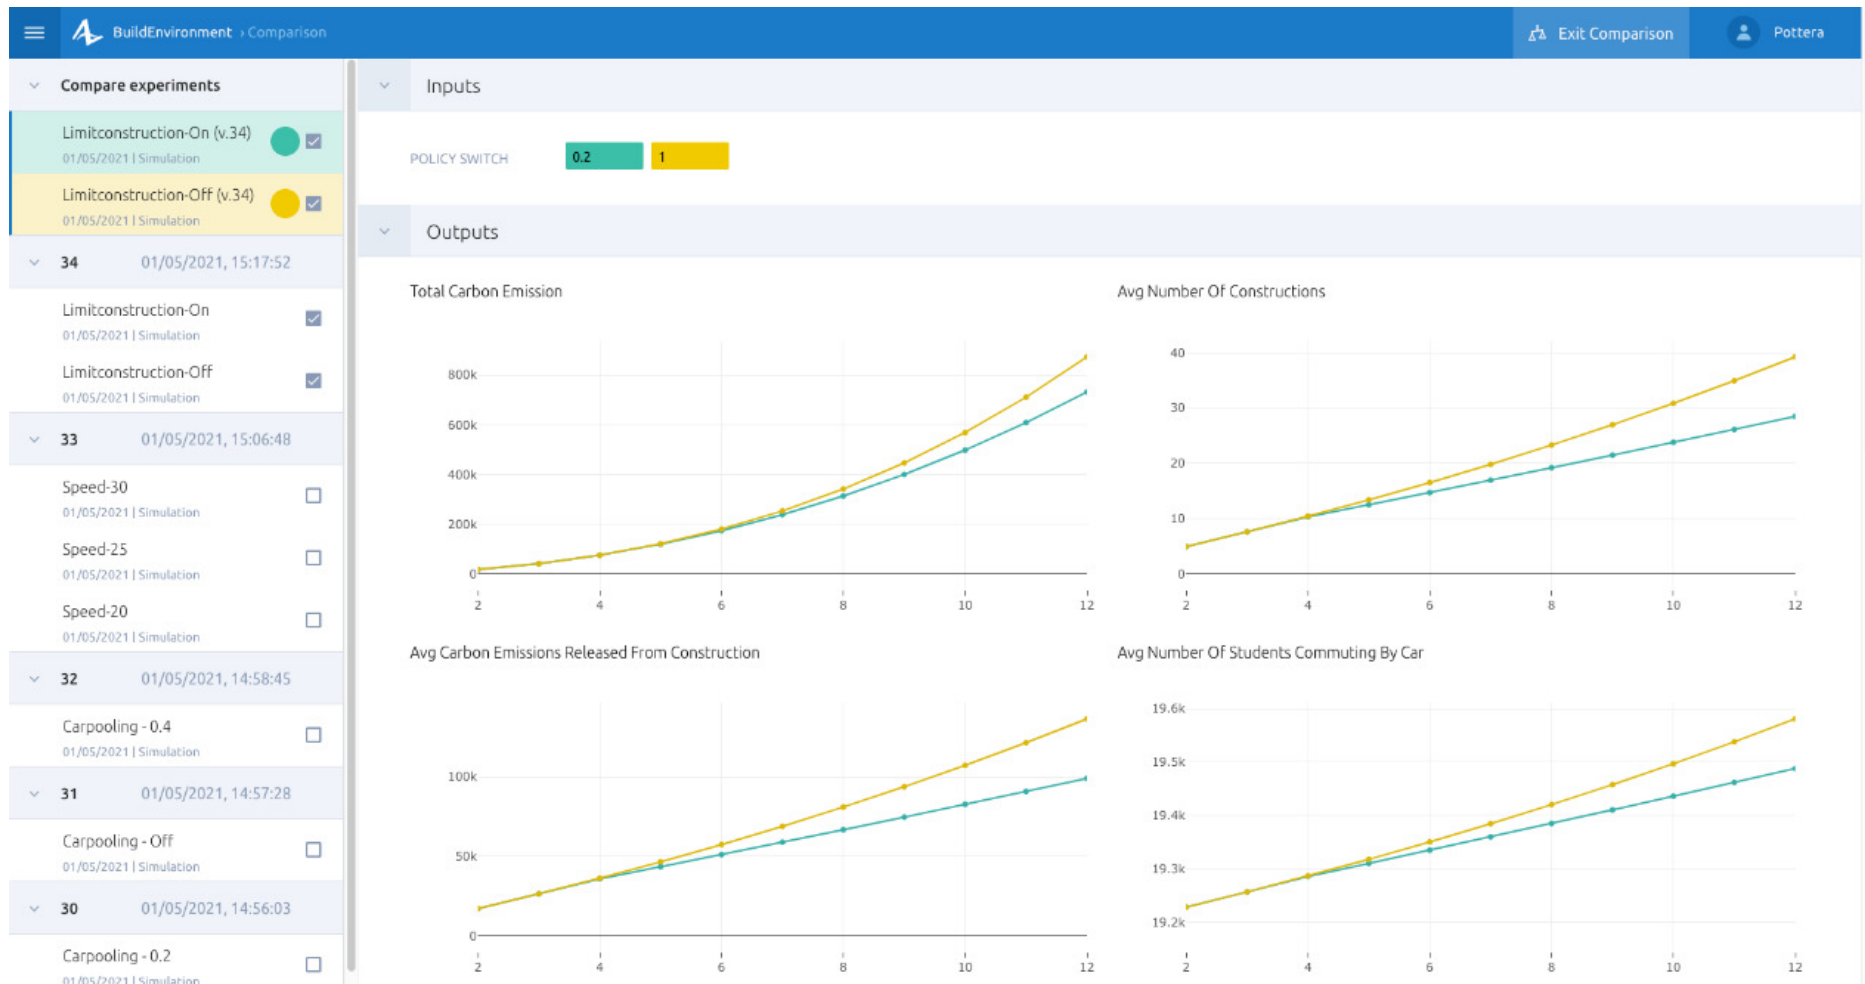 BuildEnvironment › Comparison
Exit Comparison
Pottera
Compare experiments
Limitconstruction-On (v.34)
01/05/2021 | Simulation
Limitconstruction-Off (v.34)
01/05/2021 | Simulation
34 01/05/2021, 15:17:52
Limitconstruction-On
01/05/2021 | Simulation
Limitconstruction-Off
01/05/2021 | Simulation
33 01/05/2021, 15:06:48
Speed-30
01/05/2021 | Simulation
Speed-25
01/05/2021 | Simulation
Speed-20
01/05/2021 | Simulation
32 01/05/2021, 14:58:45
Carpooling - 0.4
01/05/2021 | Simulation
31 01/05/2021, 14:57:28
Carpooling - Off
01/05/2021 | Simulation
30 01/05/2021, 14:56:03
Carpooling - 0.2
01/05/2021 | Simulation
Inputs
POLICY SWITCH 0.2 1
Outputs
Total Carbon Emission
800k
600k
400k
200k
0
2 4 6 8 10 12
Avg Number Of Constructions
40
30
20
10
0
2 4 6 8 10 12
Avg Carbon Emissions Released From Construction
100k
50k
0
2 4 6 8 10 12
Avg Number Of Students Commuting By Car
19.6k
19.5k
19.4k
19.3k
19.2k
2 4 6 8 10 12